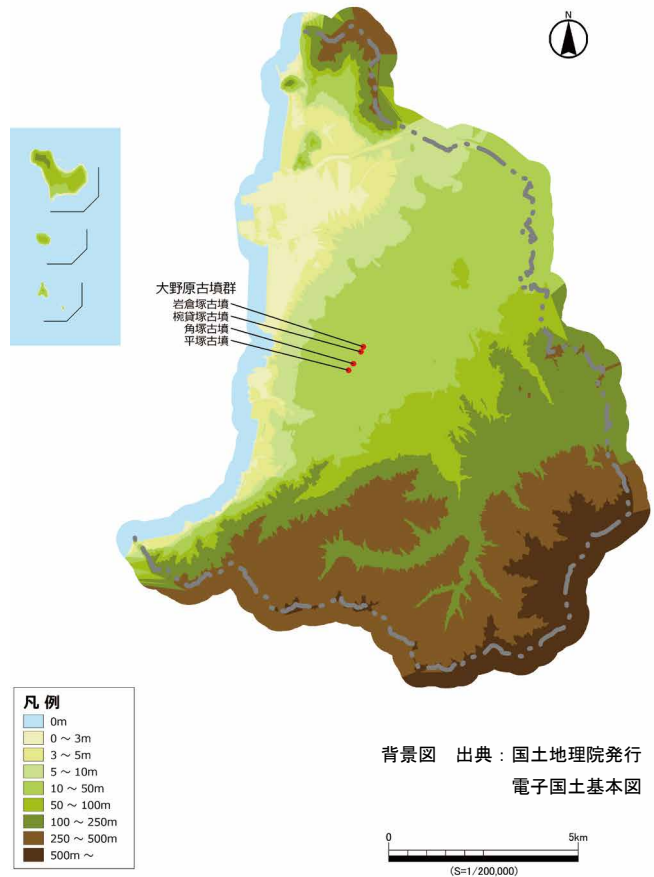 N
大野原古墳群
岩倉塚古墳
椀貸塚古墳
角塚古墳
平塚古墳
凡例
0m
0 ～ 3m
3 ～ 5m
5 ～ 10m
10 ～ 50m
50 ～ 100m
100 ～ 250m
250 ～ 500m
500m ～
背景図　出典：国土地理院発行
電子国土基本図
0 5km
(S=1/200,000)